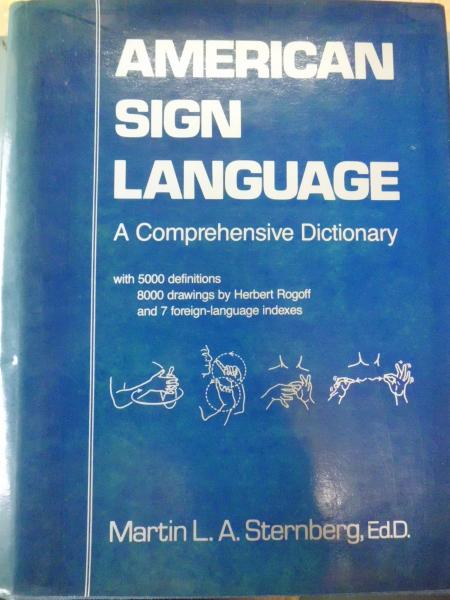 AMERICAN
SIGN
LANGUAGE
A Comprehensive Dictionary
with 5000 definitions
8000 drawings by Herbert Rogoff
and 7 foreign-language indexes
Martin L. A. Sternberg, Ed.D.